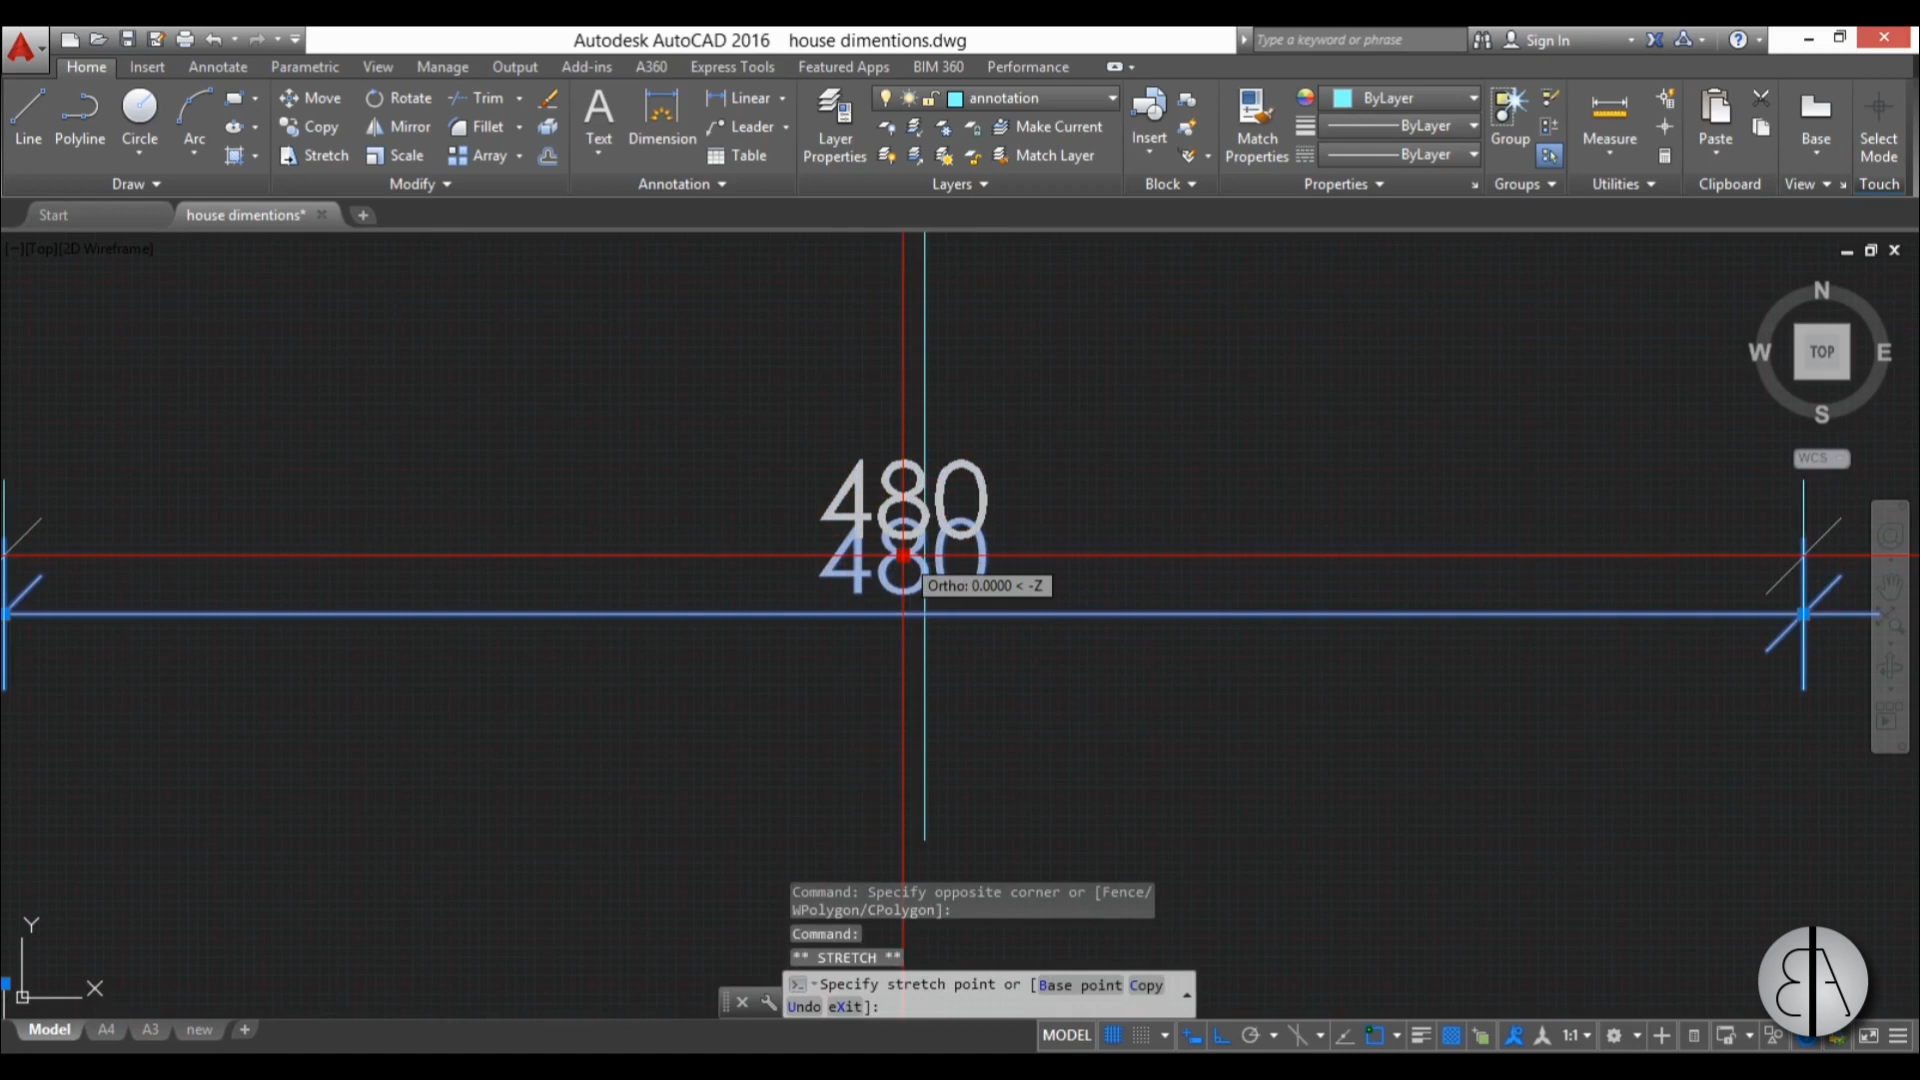 Autodesk AutoCAD 2016 house dimentions.dwg
Type a keyword or phrase
Sign In
Home Insert Annotate Parametric View Manage Output Add-ins A360 Express Tools Featured Apps BIM 360 Performance
Line Polyline Circle Arc
Move Rotate Trim
Copy Mirror Fillet
Stretch Scale Array
Text Dimension
Linear
Leader
Table
Layer Properties
annotation
Make Current
Match Layer
Insert
Match Properties
ByLayer
ByLayer
ByLayer
Group
Measure
Paste
Base
Select Mode
Draw Modify Annotation Layers Block Properties Groups Utilities Clipboard View Touch
Start house dimentions*
[−][Top][2D Wireframe]
N
W TOP E
S
WCS
480
480
Ortho: 0.0000 < -Z
Y
X
Command: Specify opposite corner or [Fence/
WPolygon/CPolygon]:
Command:
** STRETCH **
Specify stretch point or [Base point Copy
Undo eXit]:
Model A4 A3 new
MODEL
1:1
BA